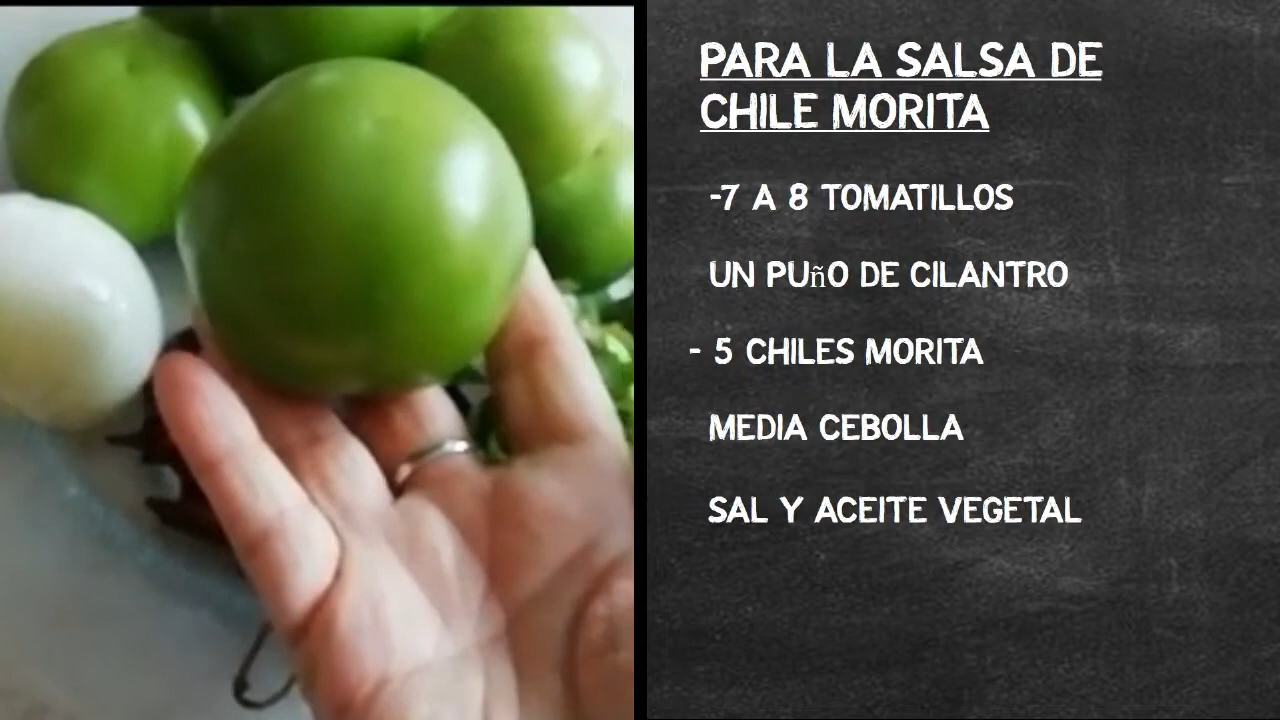 PARA LA SALSA DE
CHILE MORITA
-7 A 8 TOMATILLOS
UN PUñO DE CILANTRO
- 5 CHILES MORITA
MEDIA CEBOLLA
SAL Y ACEITE VEGETAL